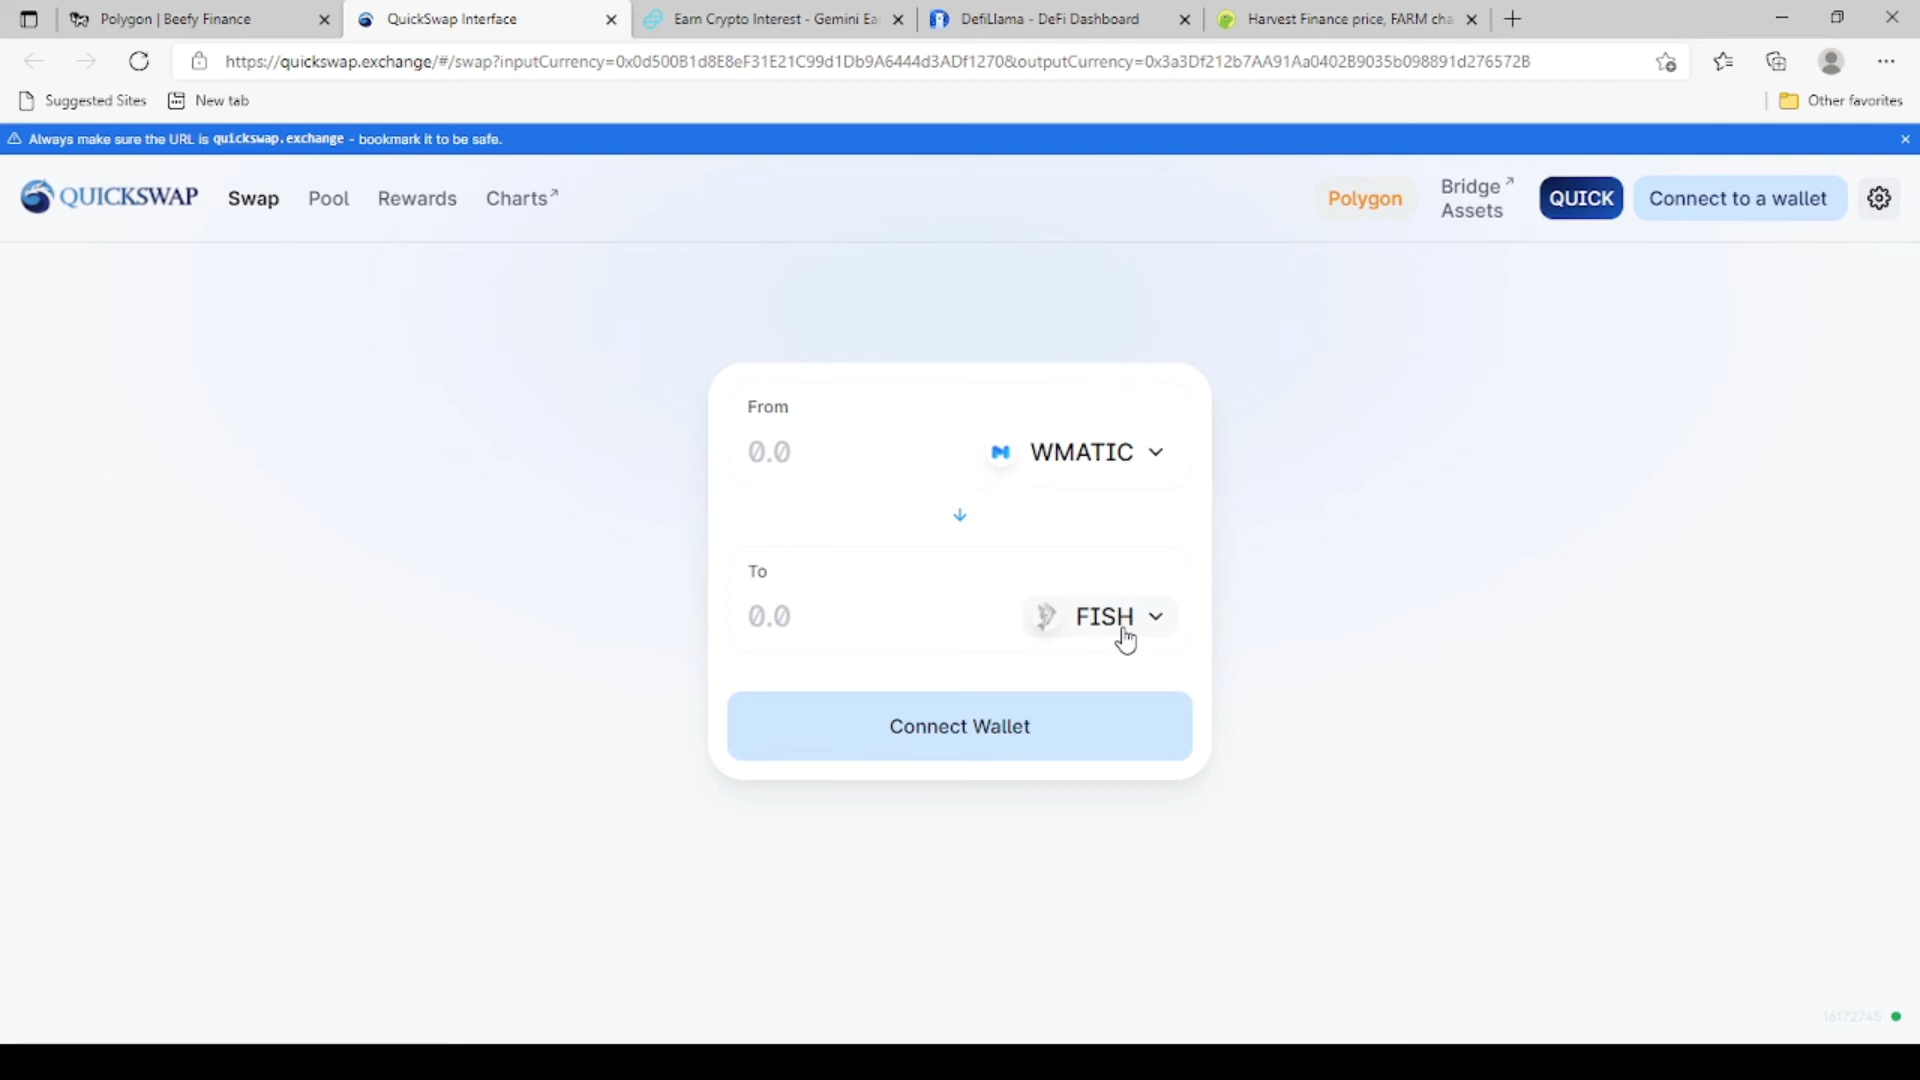 Polygon | Beefy Finance
QuickSwap Interface
Earn Crypto Interest - Gemini Ea
DefiLlama - DeFi Dashboard
Harvest Finance price, FARM cha
https://quickswap.exchange/#/swap?inputCurrency=0x0d500B1d8E8eF31E21C99d1Db9A6444d3ADf1270&outputCurrency=0x3a3Df212b7AA91Aa0402B9035b098891d276572B
Suggested Sites
New tab
Other favorites
Always make sure the URL is quickswap.exchange - bookmark it to be safe.
QUICKSWAP
Swap
Pool
Rewards
Charts↗
Polygon
Bridge↗
Assets
QUICK
Connect to a wallet
From
0.0
WMATIC
To
0.0
FISH
Connect Wallet
16172745